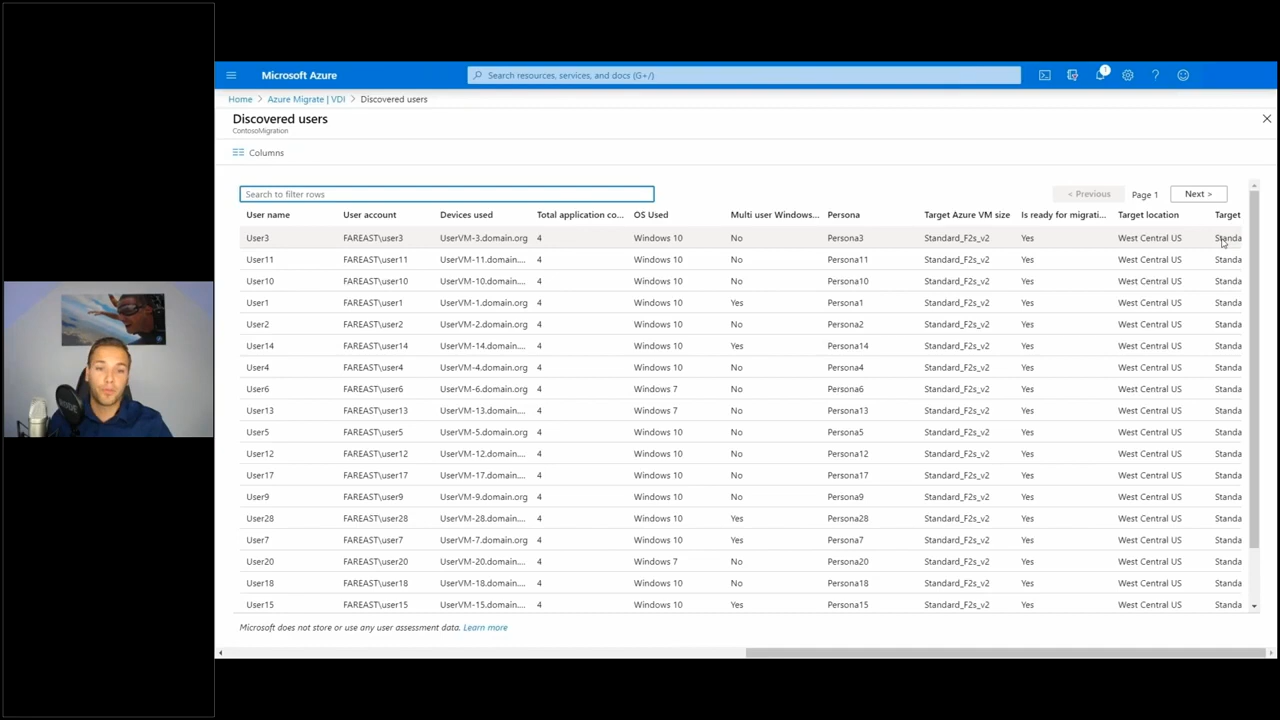 Microsoft Azure
Search resources, services, and docs (G+/)
1
Home > Azure Migrate | VDI > Discovered users
Discovered users
ContosoMigration
Columns
Search to filter rows
< Previous Page 1 Next >
User name User account Devices used Total application co... OS Used Multi user Windows... Persona Target Azure VM size Is ready for migrati... Target location Target
User3 FAREAST\user3 UserVM-3.domain.org 4 Windows 10 No Persona3 Standard_F2s_v2 Yes West Central US Standa
User11 FAREAST\user11 UserVM-11.domain.... 4 Windows 10 No Persona11 Standard_F2s_v2 Yes West Central US Standa
User10 FAREAST\user10 UserVM-10.domain.... 4 Windows 10 No Persona10 Standard_F2s_v2 Yes West Central US Standa
User1 FAREAST\user1 UserVM-1.domain.org 4 Windows 10 Yes Persona1 Standard_F2s_v2 Yes West Central US Standa
User2 FAREAST\user2 UserVM-2.domain.org 4 Windows 10 No Persona2 Standard_F2s_v2 Yes West Central US Standa
User14 FAREAST\user14 UserVM-14.domain.... 4 Windows 10 Yes Persona14 Standard_F2s_v2 Yes West Central US Standa
User4 FAREAST\user4 UserVM-4.domain.org 4 Windows 10 No Persona4 Standard_F2s_v2 Yes West Central US Standa
User6 FAREAST\user6 UserVM-6.domain.org 4 Windows 7 No Persona6 Standard_F2s_v2 Yes West Central US Standa
User13 FAREAST\user13 UserVM-13.domain.... 4 Windows 7 No Persona13 Standard_F2s_v2 Yes West Central US Standa
User5 FAREAST\user5 UserVM-5.domain.org 4 Windows 10 No Persona5 Standard_F2s_v2 Yes West Central US Standa
User12 FAREAST\user12 UserVM-12.domain.... 4 Windows 10 No Persona12 Standard_F2s_v2 Yes West Central US Standa
User17 FAREAST\user17 UserVM-17.domain.... 4 Windows 10 No Persona17 Standard_F2s_v2 Yes West Central US Standa
User9 FAREAST\user9 UserVM-9.domain.org 4 Windows 10 No Persona9 Standard_F2s_v2 Yes West Central US Standa
User28 FAREAST\user28 UserVM-28.domain.... 4 Windows 10 Yes Persona28 Standard_F2s_v2 Yes West Central US Standa
User7 FAREAST\user7 UserVM-7.domain.org 4 Windows 10 Yes Persona7 Standard_F2s_v2 Yes West Central US Standa
User20 FAREAST\user20 UserVM-20.domain.... 4 Windows 7 No Persona20 Standard_F2s_v2 Yes West Central US Standa
User18 FAREAST\user18 UserVM-18.domain.... 4 Windows 10 No Persona18 Standard_F2s_v2 Yes West Central US Standa
User15 FAREAST\user15 UserVM-15.domain.... 4 Windows 10 Yes Persona15 Standard_F2s_v2 Yes West Central US Standa
Microsoft does not store or use any user assessment data. Learn more